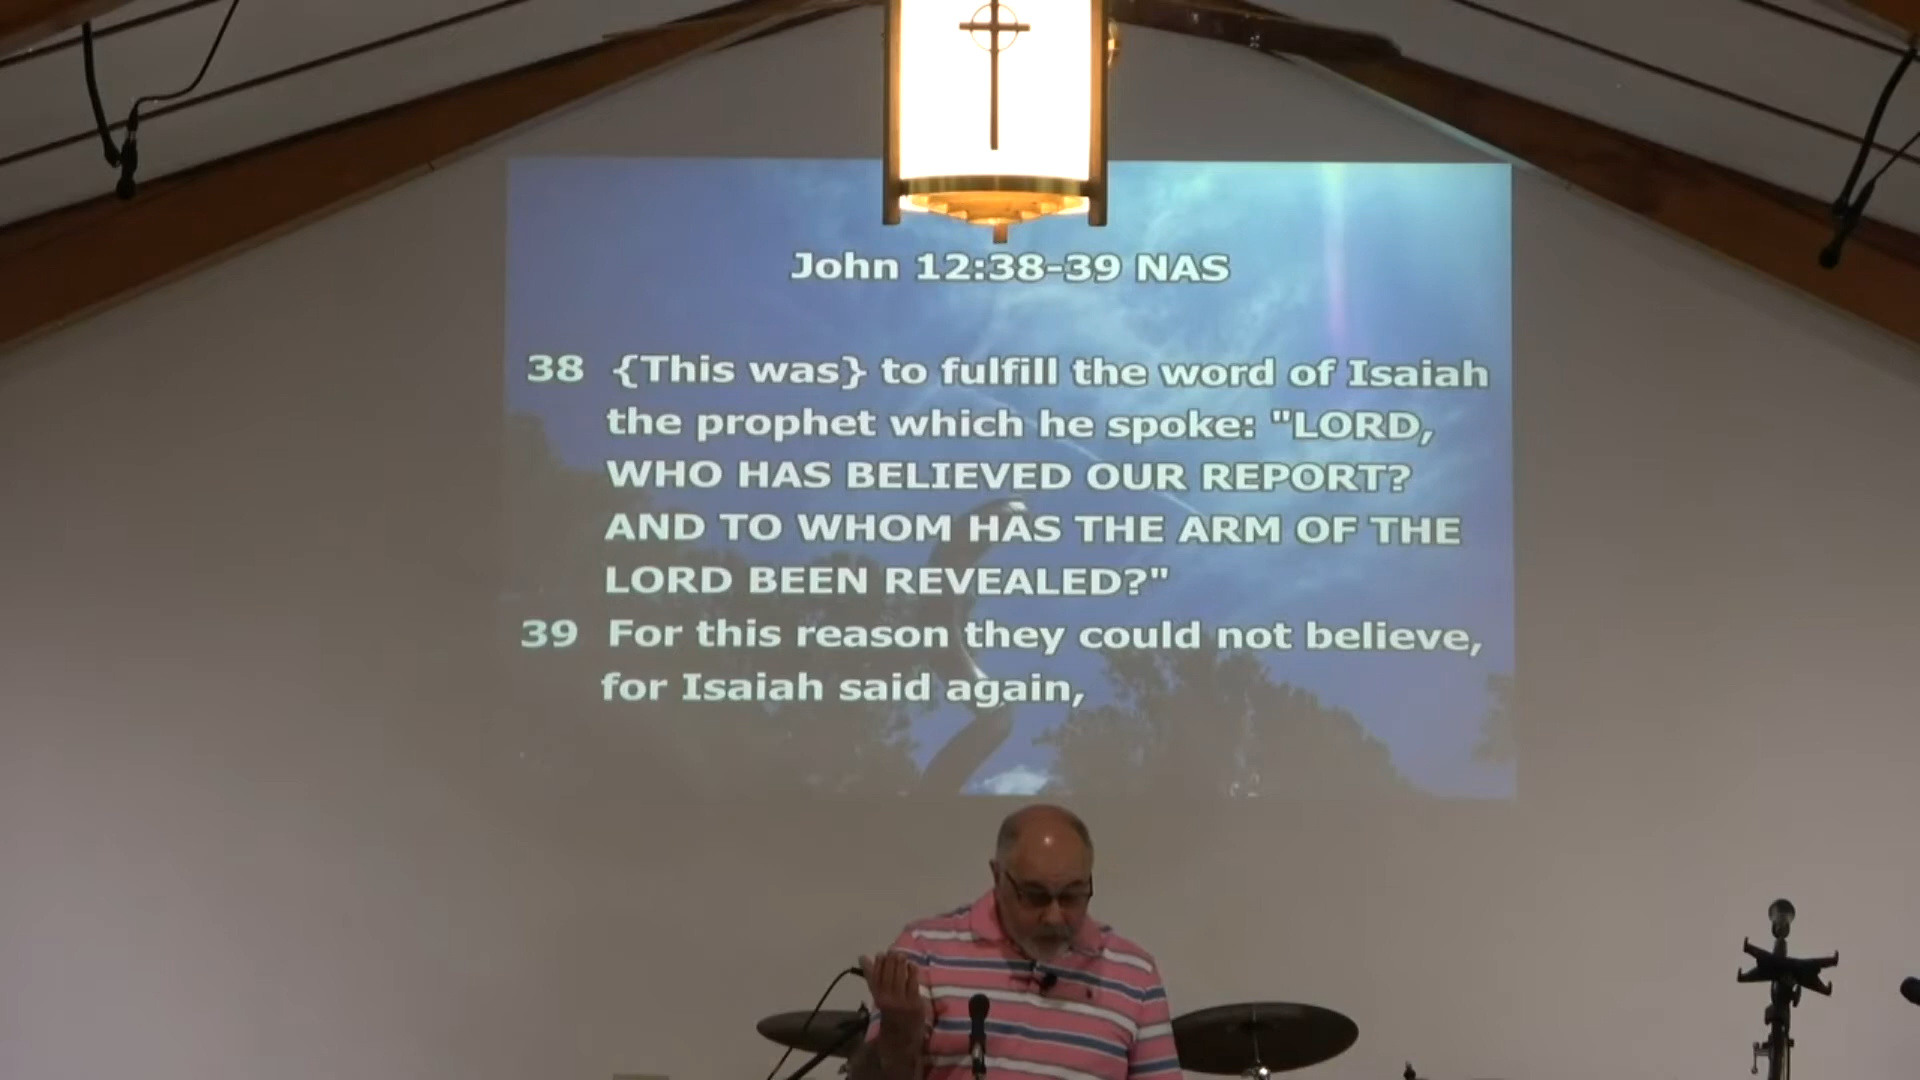 John 12:38-39 NAS
38 {This was} to fulfill the word of Isaiah
the prophet which he spoke: "LORD,
WHO HAS BELIEVED OUR REPORT?
AND TO WHOM HAS THE ARM OF THE
LORD BEEN REVEALED?"
39 For this reason they could not believe,
for Isaiah said again,